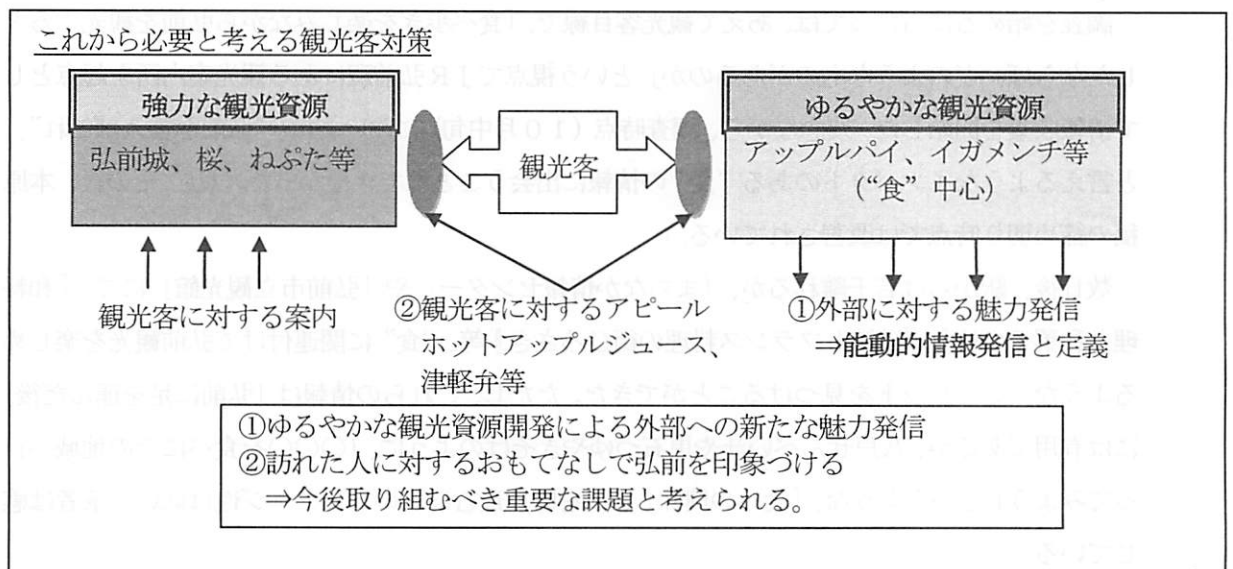 これから必要と考える観光客対策
強力な観光資源
弘前城、桜、ねぷた等
観光客
ゆるやかな観光資源
アップルパイ、イガメンチ等
（“食” 中心）
観光客に対する案内
②観光客に対するアピール
ホットアップルジュース、
津軽弁等
①外部に対する魅力発信
⇒能動的情報発信と定義
①ゆるやかな観光資源開発による外部への新たな魅力発信
②訪れた人に対するおもてなしで弘前を印象づける
⇒今後取り組むべき重要な課題と考えられる。